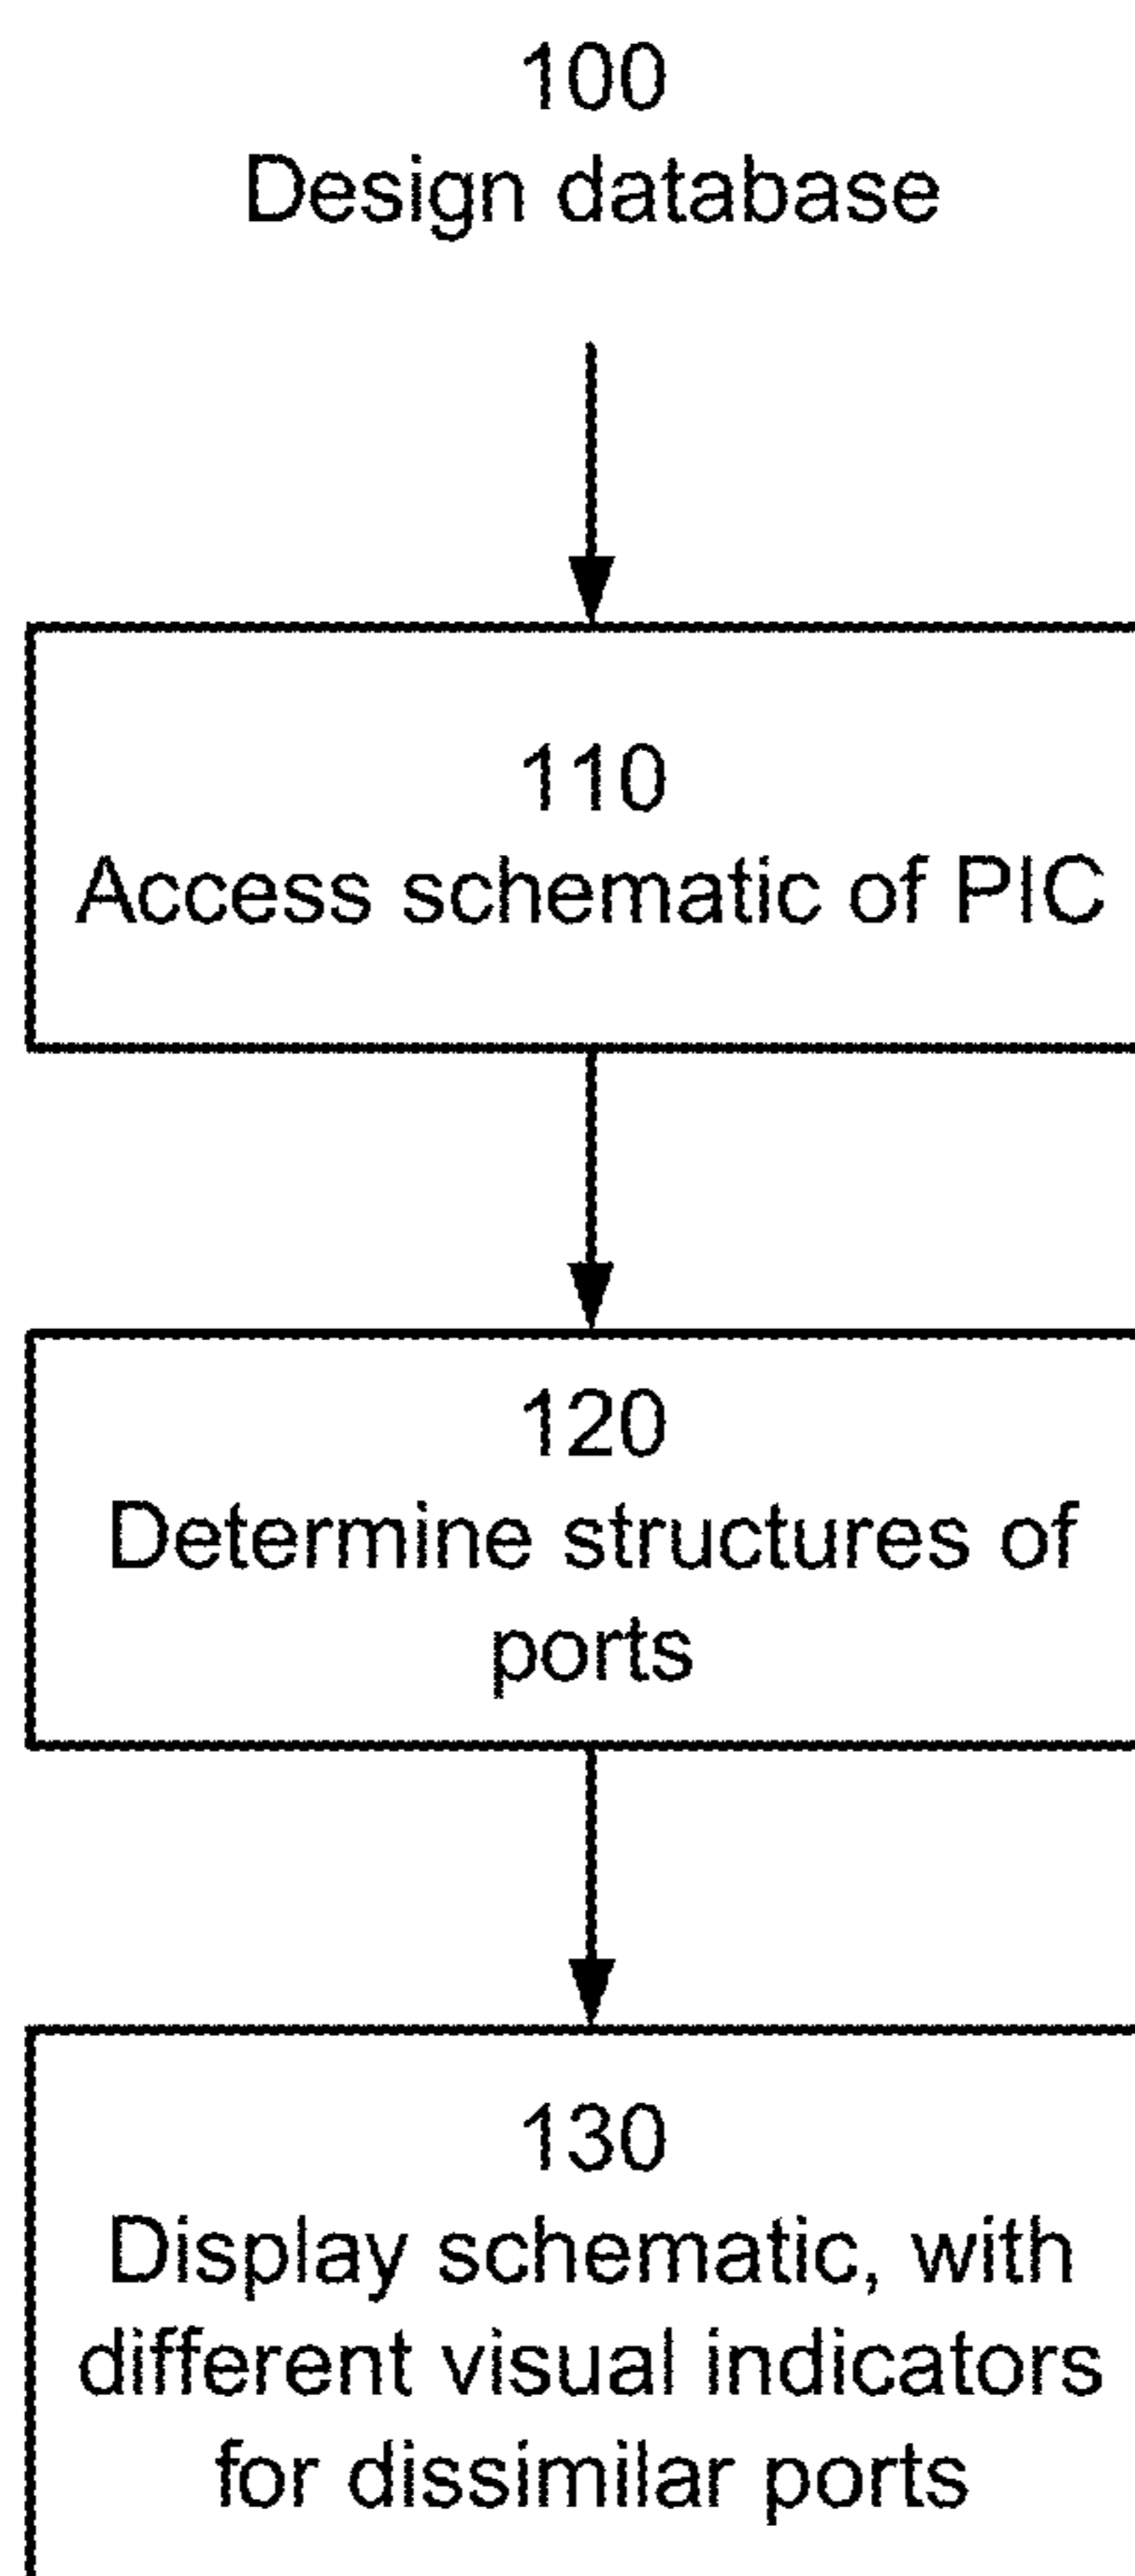 100
Design database
110
Access schematic of PIC
120
Determine structures of
ports
130
Display schematic, with
different visual indicators
for dissimilar ports